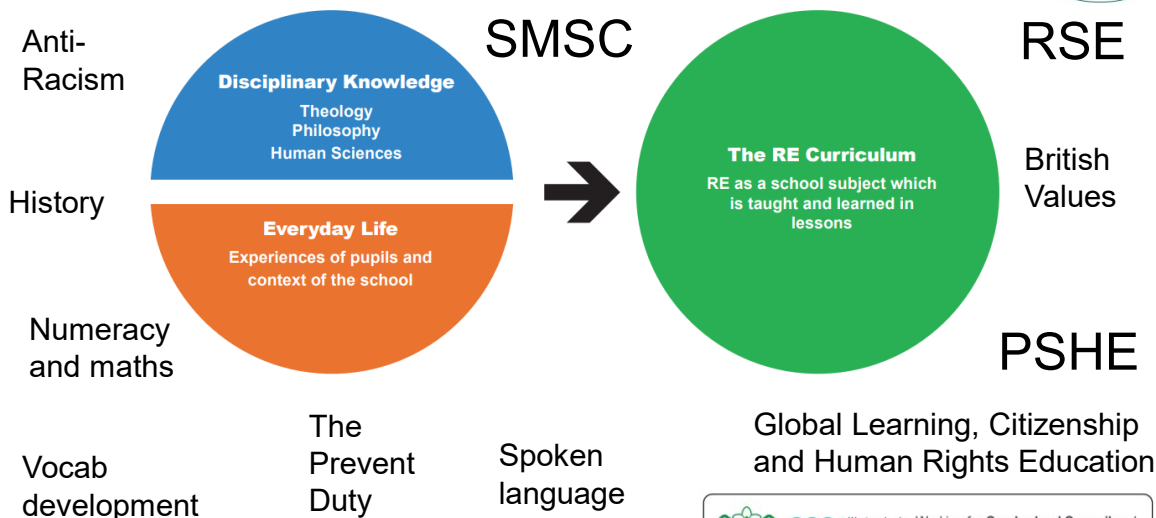 Anti-
Racism
SMSC
RSE
Disciplinary Knowledge
Theology
Philosophy
Human Sciences
The RE Curriculum
RE as a school subject which
is taught and learned in
lessons
British
Values
History
Everyday Life
Experiences of pupils and
context of the school
Numeracy
and maths
PSHE
Global Learning, Citizenship
and Human Rights Education
The
Prevent
Duty
Spoken
language
Vocab
development